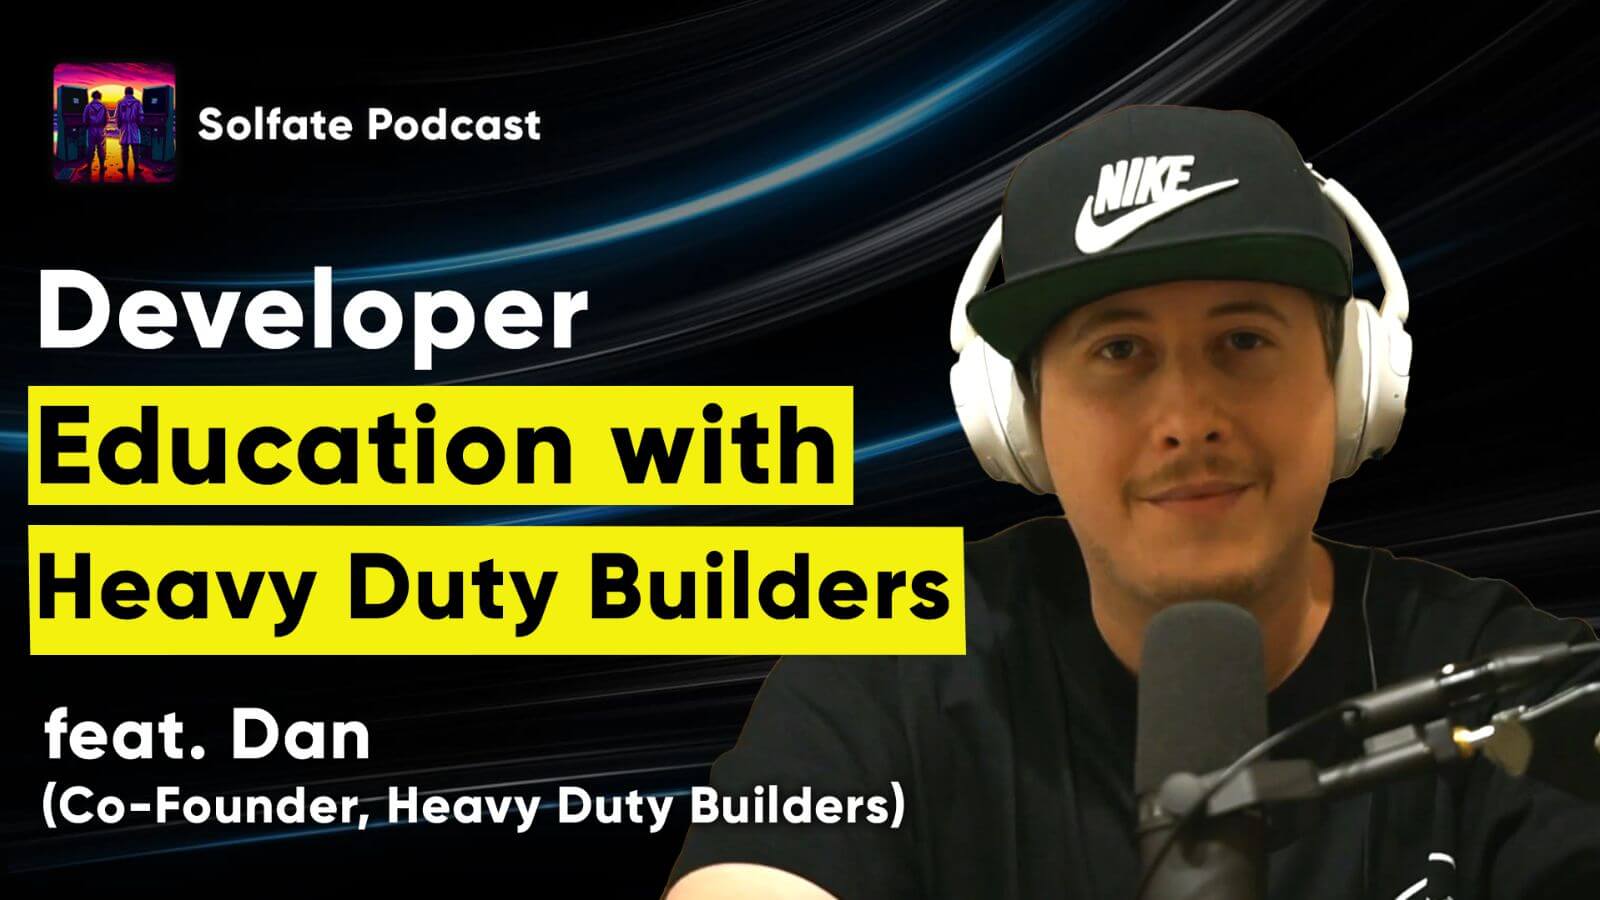 Solfate Podcast
NIKE
Developer
Education with
Heavy Duty Builders
feat. Dan
(Co-Founder, Heavy Duty Builders)